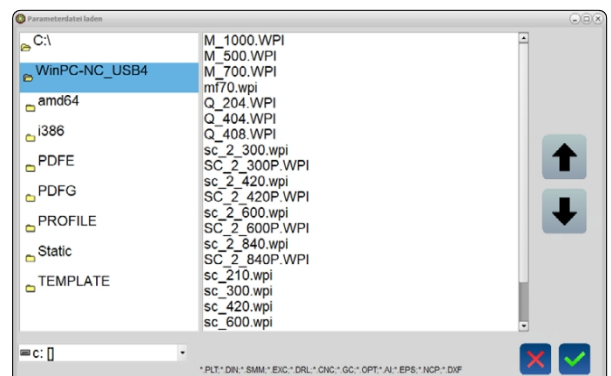 Parameterdatei laden
C:\
WinPC-NC_USB4
amd64
i386
PDFE
PDFG
PROFILE
Static
TEMPLATE
M_1000.WPI
M_500.WPI
M_700.WPI
mf70.wpi
Q_204.WPI
Q_404.WPI
Q_408.WPI
sc_2_300.wpi
SC_2_300P.WPI
sc_2_420.wpi
SC_2_420P.WPI
sc_2_600.wpi
SC_2_600P.WPI
sc_2_840.wpi
SC_2_840P.WPI
sc_210.wpi
sc_300.wpi
sc_420.wpi
sc_600.wpi
c: []
*.PLT;*.DIN;*.SMM;*.EXC;*.DRL;*.CNC;*.GC;*.OPT;*.AI;*.EPS;*.NCP;*.DXF